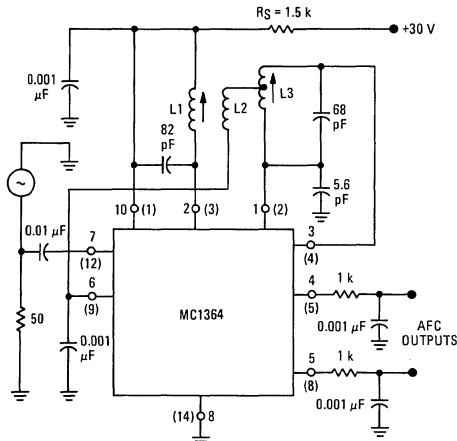 RS = 1.5 k
+30 V
0.001
µF
L1
L2
L3
82
pF
68
pF
5.6
pF
10 (1)
2 (3)
1 (2)
0.01 µF
7
(12)
3
(4)
6
(9)
4
(5)
1 k
MC1364
50
0.001
µF
0.001
µF
AFC
OUTPUTS
5
(8)
1 k
0.001 µF
(14) 8